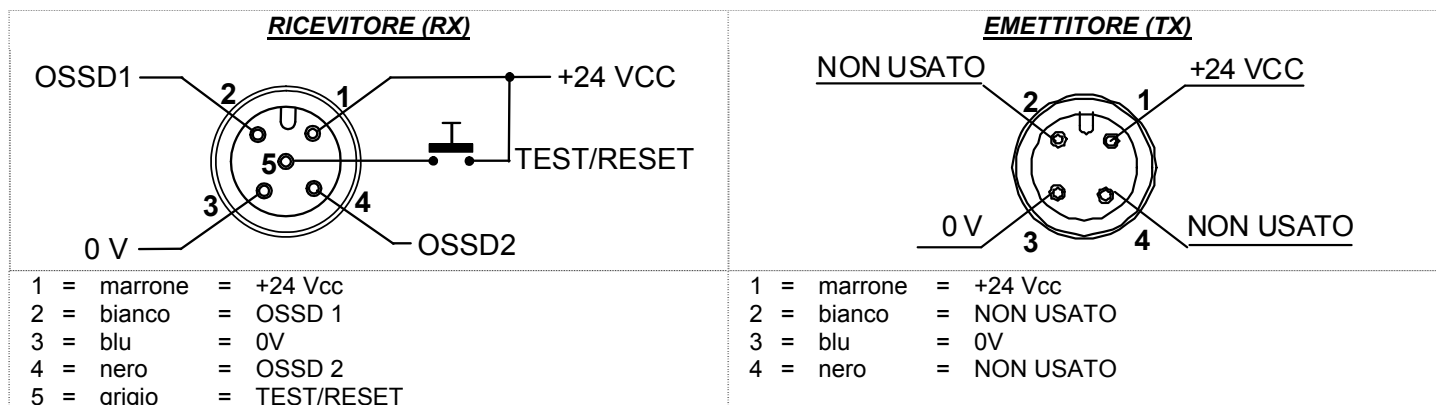 RICEVITORE (RX)
OSSD1
2
1
+24 VCC
5
TEST/RESET
3
4
0 V
OSSD2
1 = marrone = +24 Vcc
2 = bianco = OSSD 1
3 = blu = 0V
4 = nero = OSSD 2
5 = grigio = TEST/RESET
EMETTITORE (TX)
NON USATO
+24 VCC
2
1
0 V
3
4
NON USATO
1 = marrone = +24 Vcc
2 = bianco = NON USATO
3 = blu = 0V
4 = nero = NON USATO